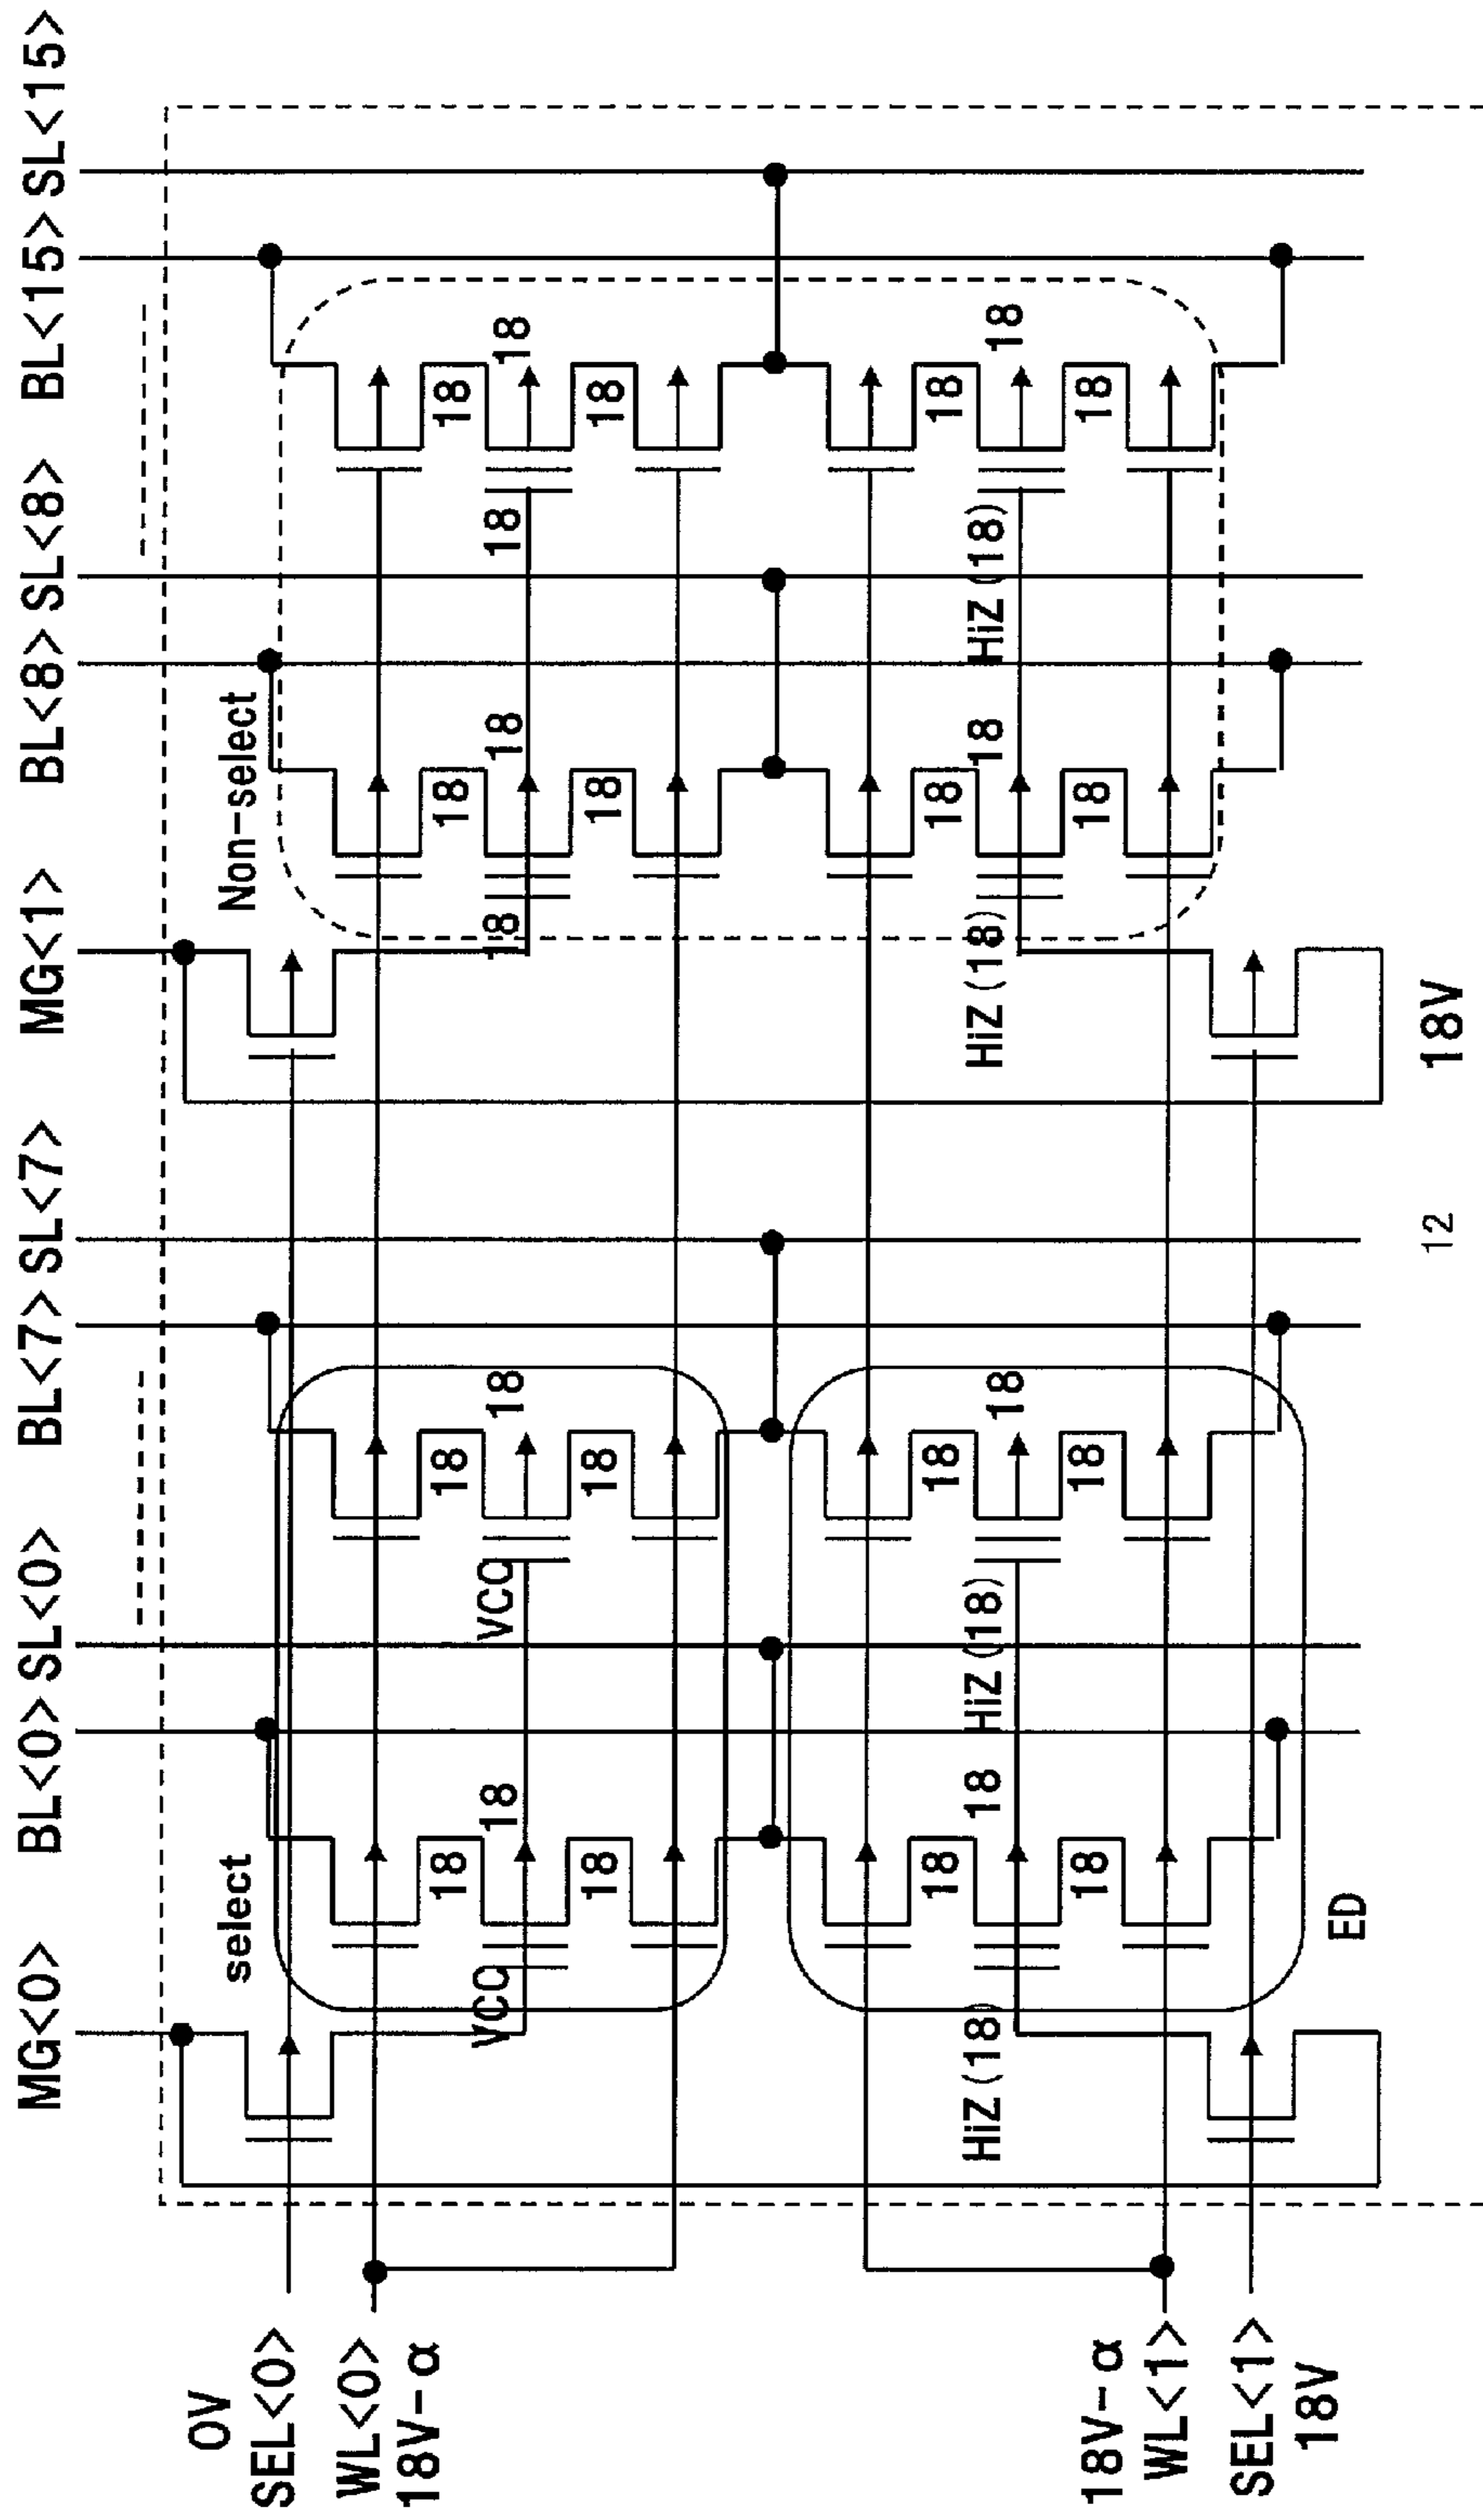 MG<0> BL<0> SL<0> BL<7> SL<7> MG<1> BL<8> SL<8> BL<15> SL<15>
0V
select Non-select
SEL<0>
WL<0>
18V-α
18 18 18 18
VCC 18 VCC 18 18 18 18 18
18 18 18 18
18 18 18 18
HiZ(18) 18 HiZ(18) 18 HiZ(18) 18 HiZ(18) 18
18 18 18 18
18V-α
WL<1>
SEL<1>
18V
ED
12 18V